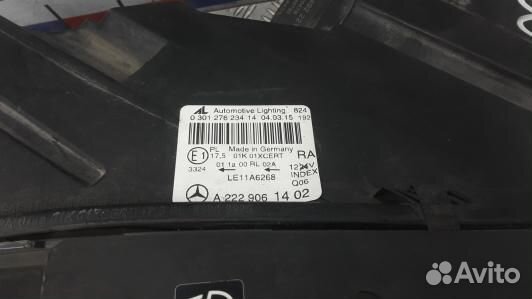 AL Automotive Lighting 824
0 301 276 234 14 04.03.15 192
PL Made in Germany RA
E1 17,5 01K 01XCERT
3324 01 1a 00 RL 02A 12V
LE11A6268 INDEX
Q06
A 222 906 14 02
Avito